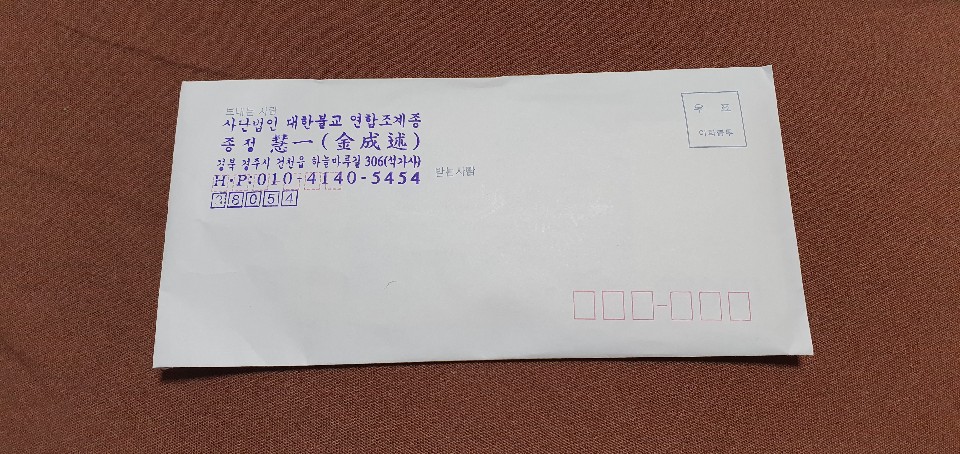 보내는 사람
사단법인 대한불교 연합조계종
종정 慧一 (金成述)
경북 경주시 건천읍 하늘마루길 306(석가사)
H·P:010-4140-5454
38054
받는 사람
우 표